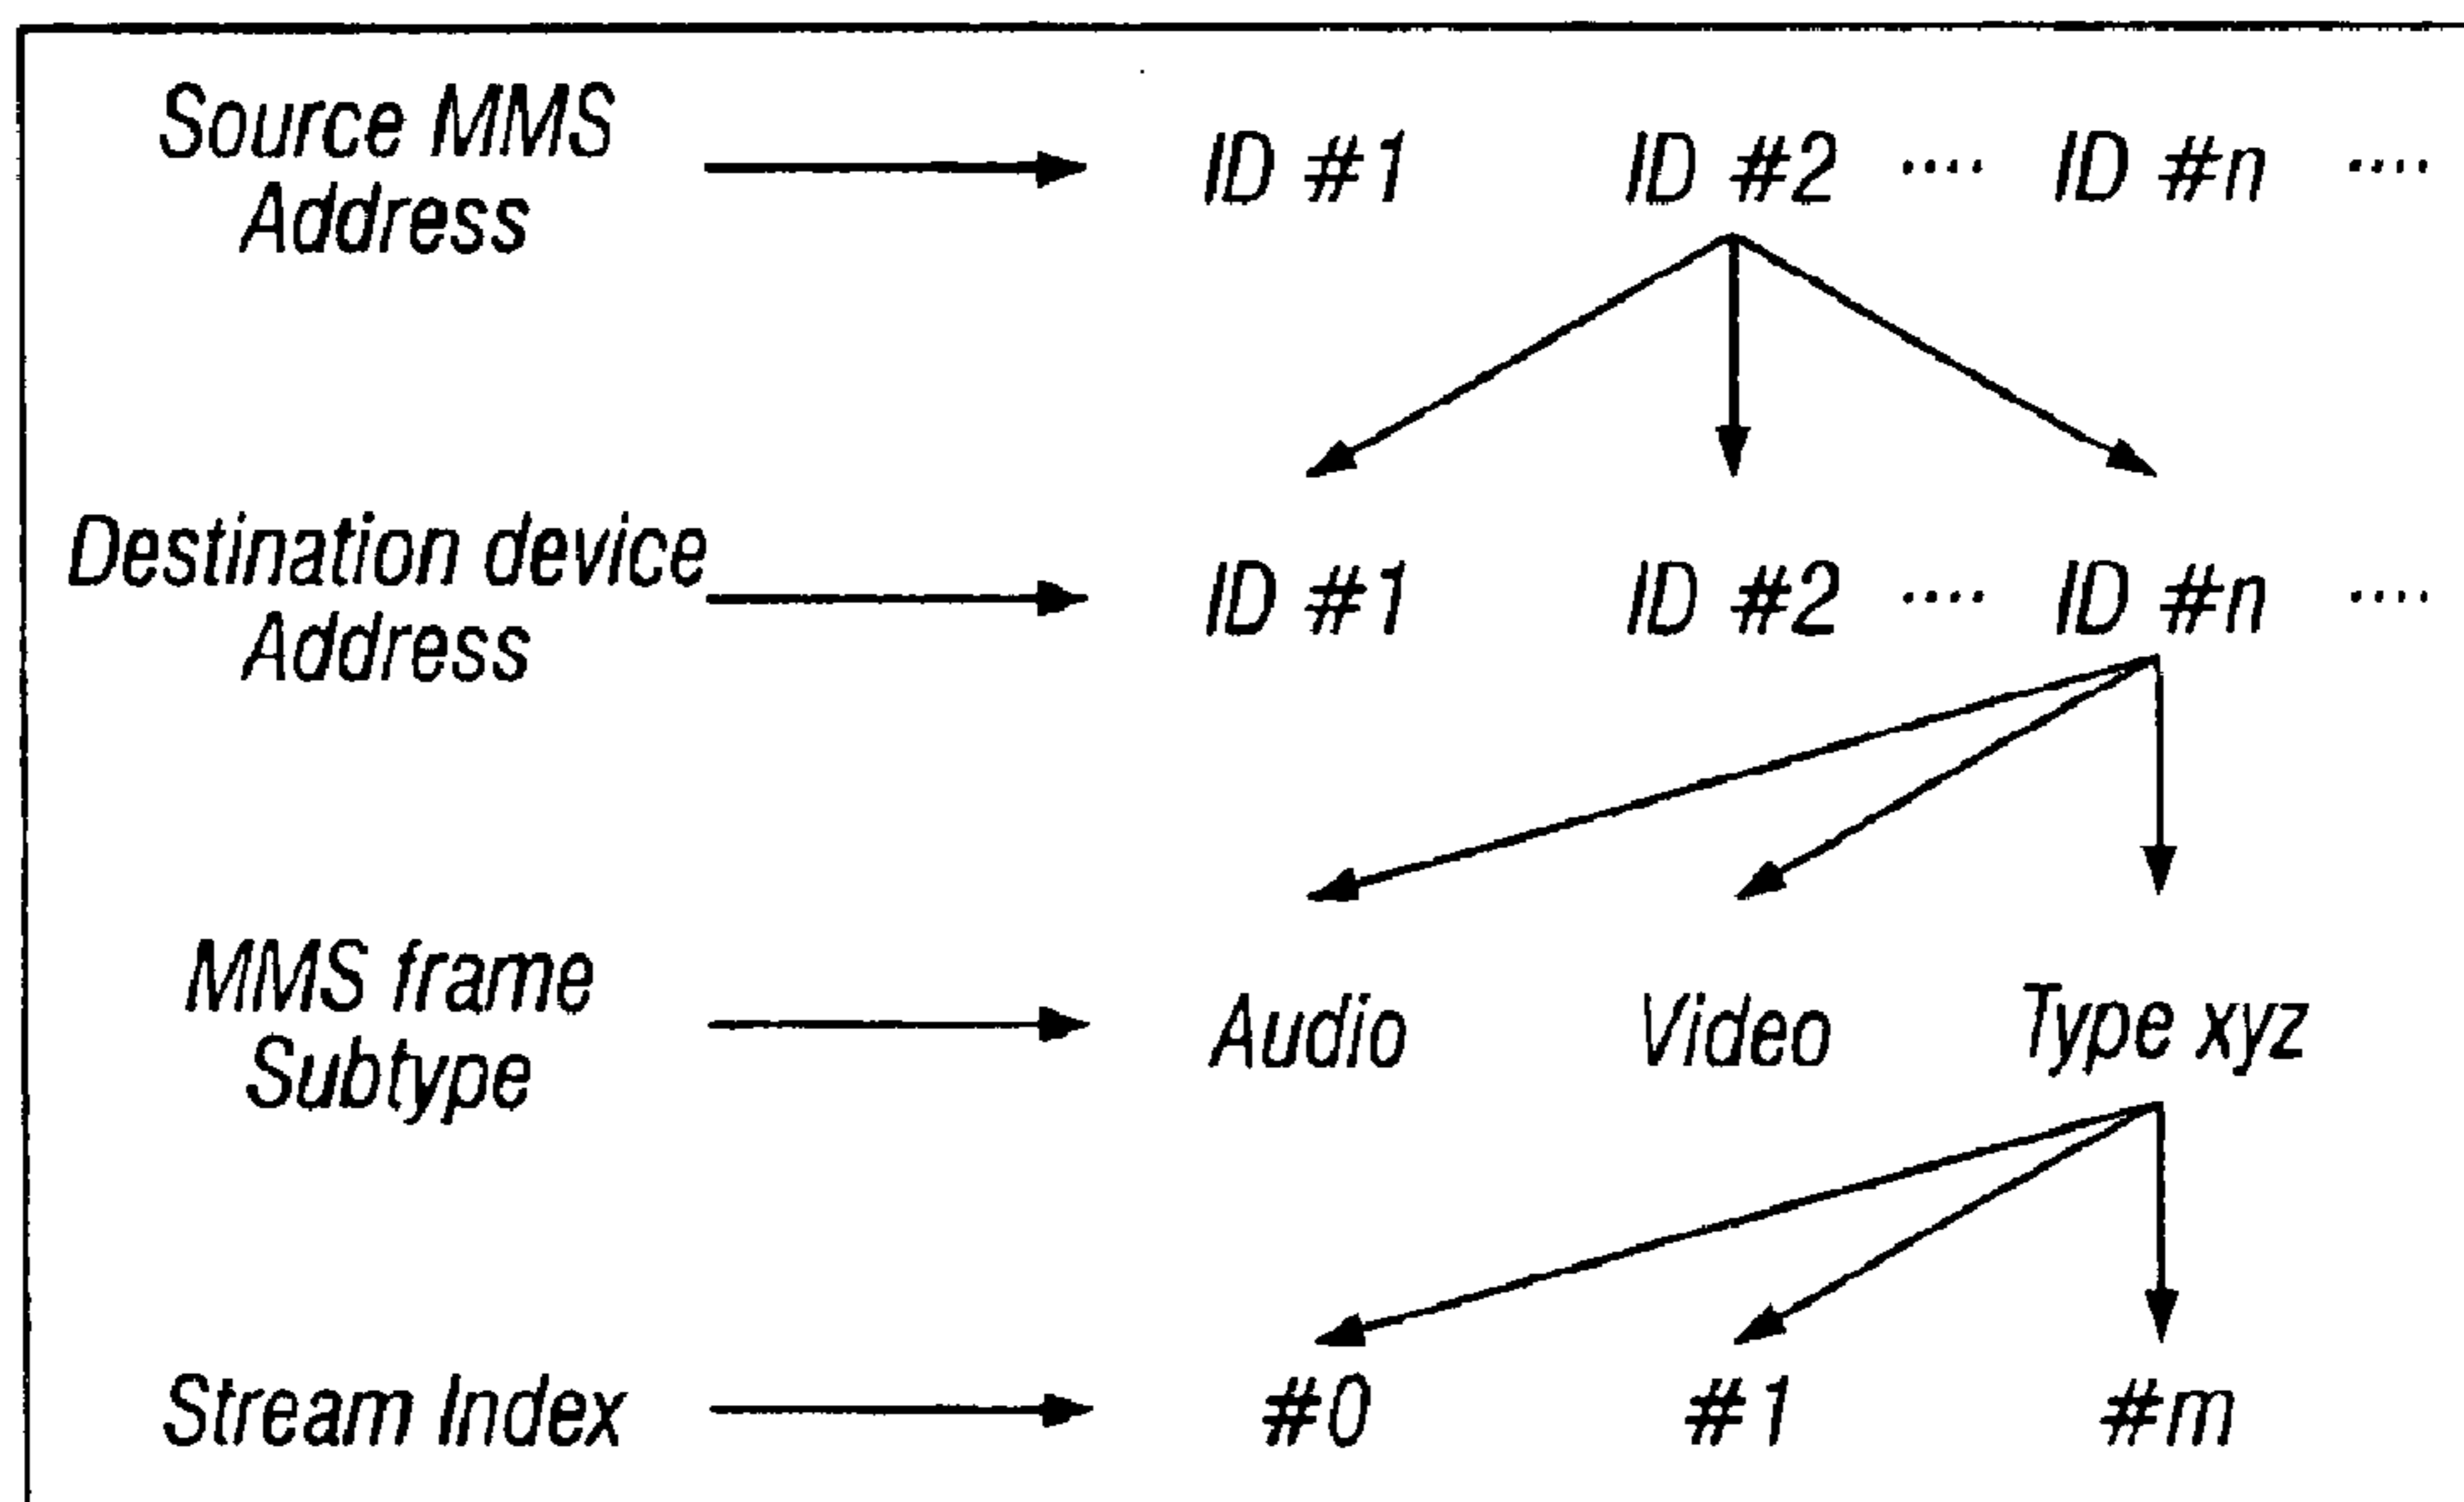 Source MMS
Address
ID #1 ID #2 .... ID #n ....
Destination device
Address
ID #1 ID #2 .... ID #n ....
MMS frame
Subtype
Audio Video Type xyz
Stream Index #0 #1 #m